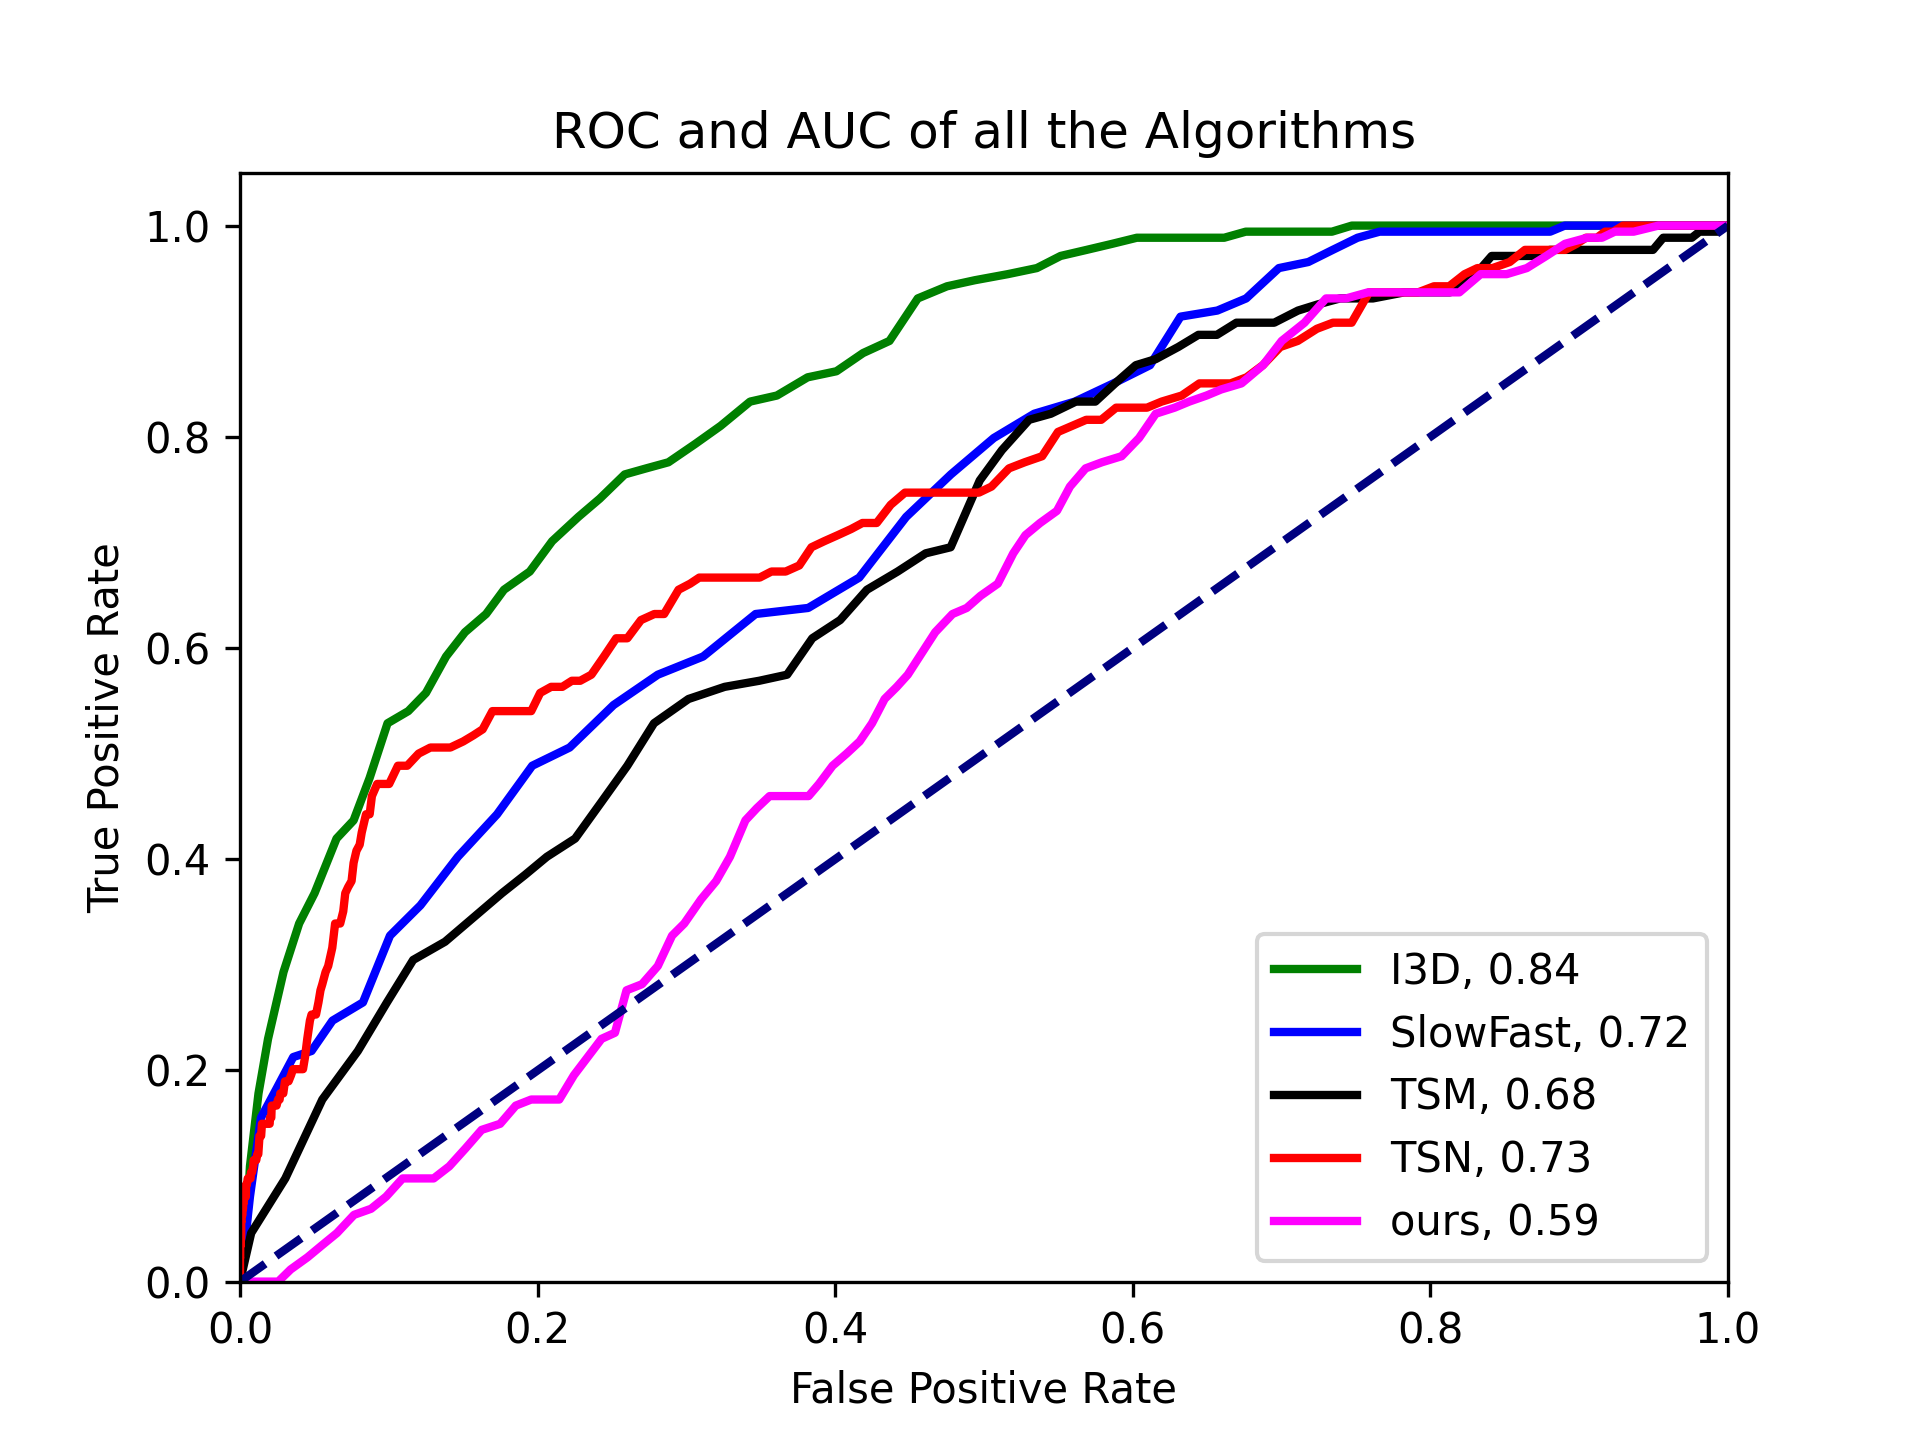 ROC and AUC of all the Algorithms
1.0
0.8
0.6
0.4
0.2
0.0
True Positive Rate
0.0 0.2 0.4 0.6 0.8 1.0
False Positive Rate
I3D, 0.84
SlowFast, 0.72
TSM, 0.68
TSN, 0.73
ours, 0.59